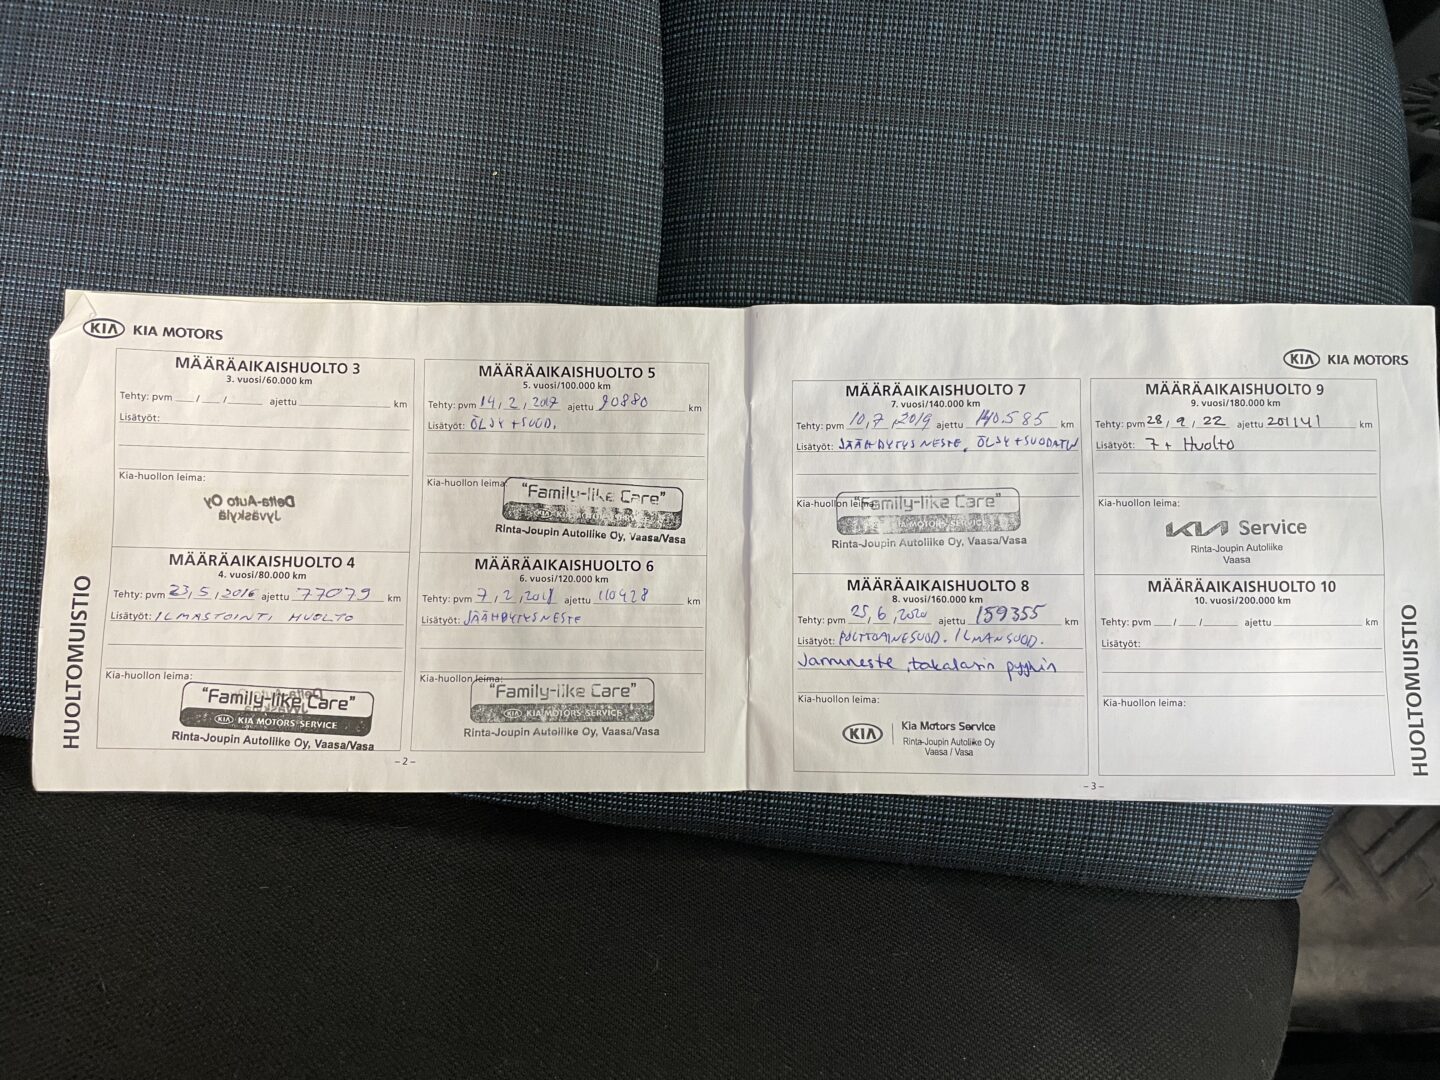 KIA KIA MOTORS
HUOLTOMUISTIO
MÄÄRÄAIKAISHUOLTO 3
3. vuosi/60.000 km
Tehty: pvm __/__/____ ajettu ________ km
Lisätyöt:
Kia-huollon leima:
Delta-Auto Oy
Jyväskylä
MÄÄRÄAIKAISHUOLTO 4
4. vuosi/80.000 km
Tehty: pvm 23, 5, 2016 ajettu 77079 km
Lisätyöt: ILMASTOINTI HUOLTO
Kia-huollon leima:
"Family-like Care"
KIA KIA MOTORS SERVICE
Rinta-Joupin Autoliike Oy, Vaasa/Vasa
MÄÄRÄAIKAISHUOLTO 5
5. vuosi/100.000 km
Tehty: pvm 14, 2, 2017 ajettu 90880 km
Lisätyöt: ÖLJY + SUOD.
Kia-huollon leima:
"Family-like Care"
Rinta-Joupin Autoliike Oy, Vaasa/Vasa
MÄÄRÄAIKAISHUOLTO 6
6. vuosi/120.000 km
Tehty: pvm 7, 2, ajettu 110428 km
Lisätyöt: JÄÄHDYTYSNESTE
Kia-huollon leima:
"Family-like Care"
KIA KIA MOTORS SERVICE
Rinta-Joupin Autoliike Oy, Vaasa/Vasa
- 2 -
KIA KIA MOTORS
MÄÄRÄAIKAISHUOLTO 7
7. vuosi/140.000 km
Tehty: pvm 10, 7, 2019 ajettu 140.585 km
Lisätyöt: JÄÄHDYTYSNESTE, ÖLJY + SUODATIN
Kia-huollon leima:
"Family-like Care"
KIA MOTORS SERVICE
Rinta-Joupin Autoliike Oy, Vaasa/Vasa
MÄÄRÄAIKAISHUOLTO 8
8. vuosi/160.000 km
Tehty: pvm 25, 6, 2020 ajettu 159355 km
Lisätyöt: POLTTOAINESUOD. ILMANSUOD.
Jarruneste, takalasin pyyhin
Kia-huollon leima:
KIA Kia Motors Service
Rinta-Joupin Autoliike Oy
Vaasa / Vasa
MÄÄRÄAIKAISHUOLTO 9
9. vuosi/180.000 km
Tehty: pvm 28, 9, 22 ajettu 201141 km
Lisätyöt: 7 + Huolto
Kia-huollon leima:
KIA Service
Rinta-Joupin Autoliike
Vaasa
MÄÄRÄAIKAISHUOLTO 10
10. vuosi/200.000 km
Tehty: pvm __/__/____ ajettu ________ km
Lisätyöt:
Kia-huollon leima:
- 3 -
HUOLTOMUISTIO